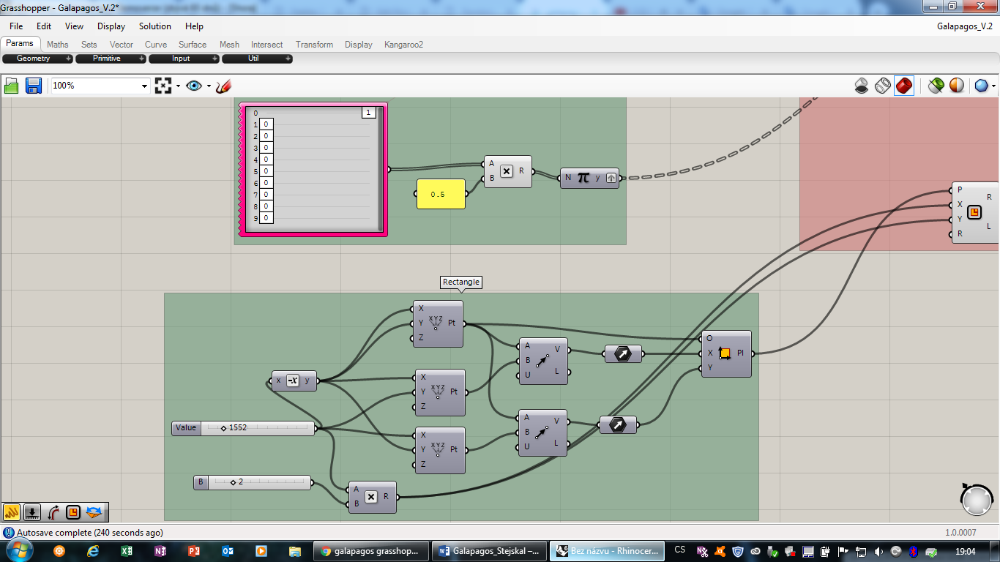 Grasshopper - Galapagos_V.2*
File Edit View Display Solution Help Galapagos_V.2
Params Maths Sets Vector Curve Surface Mesh Intersect Transform Display Kangaroo2
Geometry + Primitive + Input + Util +
100%
0 1
1 0
2 0
3 0
4 0
5 0
6 0
7 0
8 0
9 0
A B × R
0.5
N π y
P X Y R R L
Rectangle
X Y Z XYZ Pt
A B U V L
O X Y Pl
x -x y
X Y Z XYZ Pt
Value 1552
A B U V L
X Y Z XYZ Pt
B 2
A B × R
Autosave complete (240 seconds ago) 1.0.0007
galapagos grasshop... Galapagos_Stejskal –... Bez názvu - Rhinocer... CS 19:04